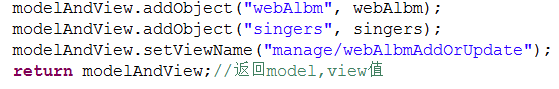 modelAndView.addObject("webAlbm", webAlbm);
modelAndView.addObject("singers", singers);
modelAndView.setViewName("manage/webAlbmAddOrUpdate");
return modelAndView;//返回model,view值